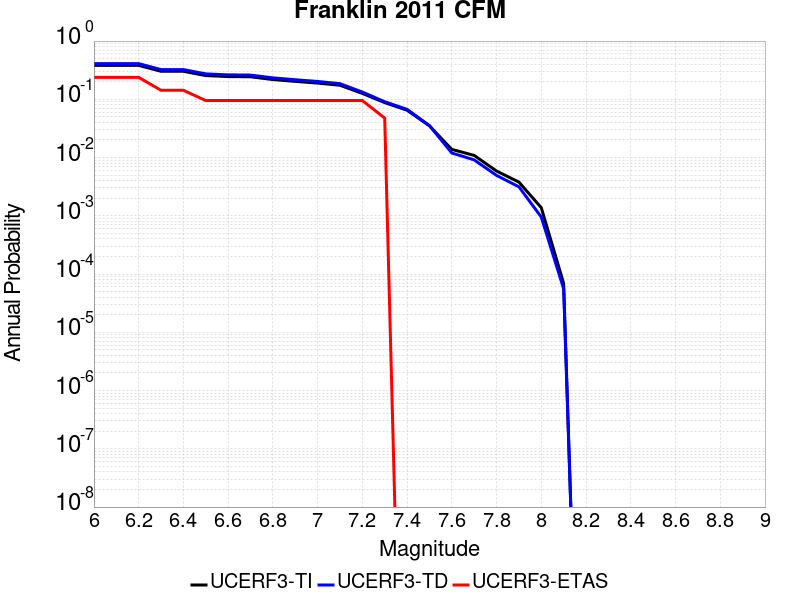 Franklin 2011 CFM
10^0
10^-1
10^-2
10^-3
10^-4
10^-5
10^-6
10^-7
10^-8
Annual Probability
6 6.2 6.4 6.6 6.8 7 7.2 7.4 7.6 7.8 8 8.2 8.4 8.6 8.8 9
Magnitude
UCERF3-TI UCERF3-TD UCERF3-ETAS